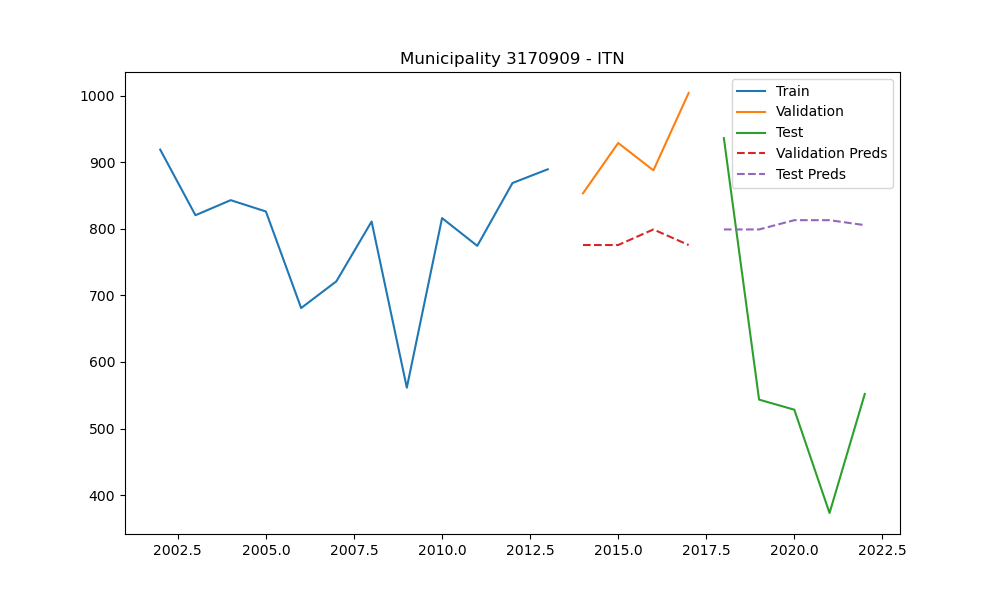 Municipality 3170909 - ITN
1000
900
800
700
600
500
400
Train
Validation
Test
Validation Preds
Test Preds
2002.5 2005.0 2007.5 2010.0 2012.5 2015.0 2017.5 2020.0 2022.5